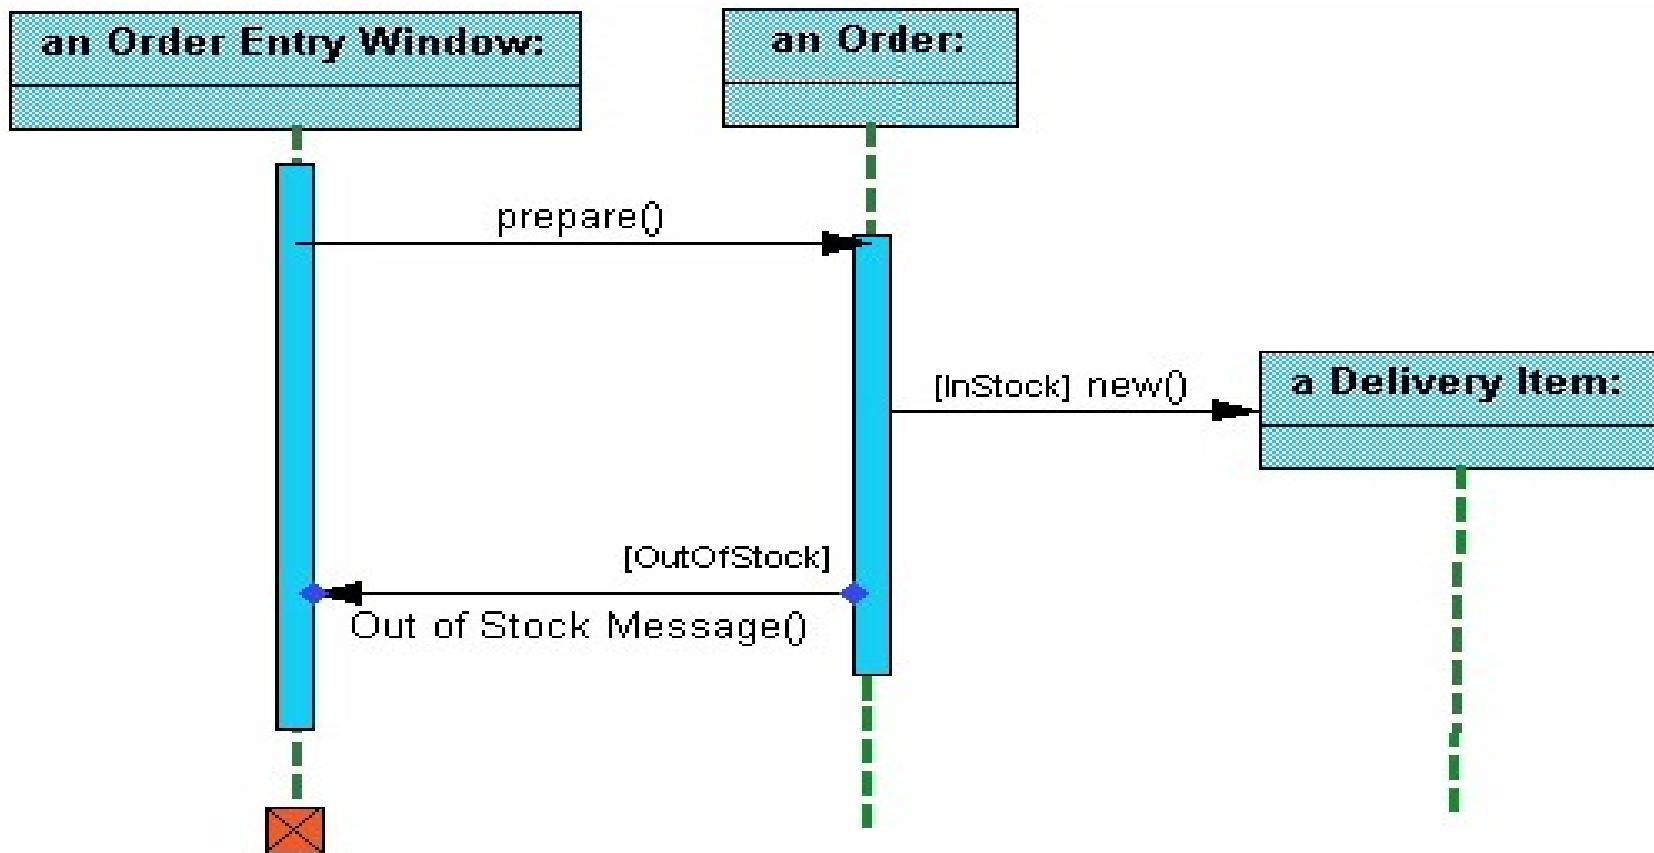 an Order Entry Window:
an Order:
prepare()
[InStock] new()
a Delivery Item:
[OutOfStock]
Out of Stock Message()